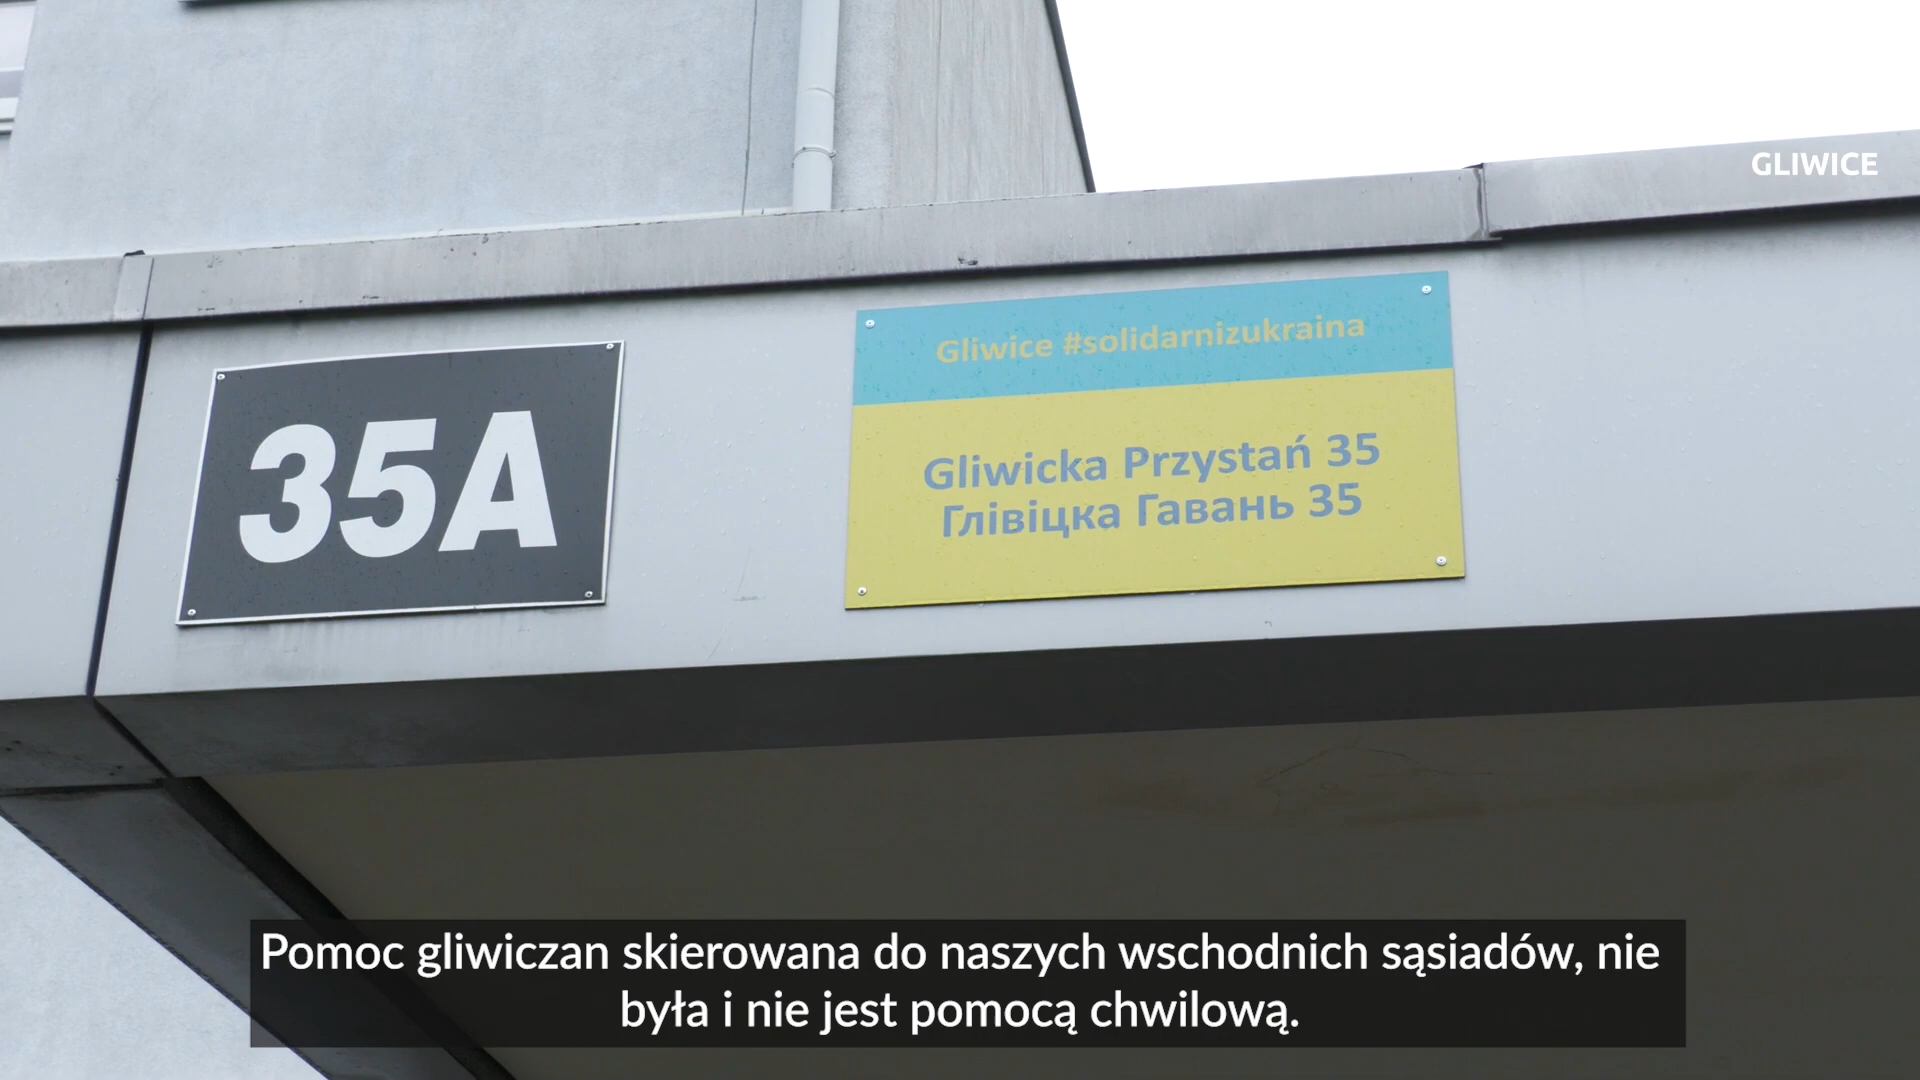 GLIWICE
35A
Gliwice #solidarnizukraina
Gliwicka Przystań 35
Глівіцка Гавань 35
Pomoc gliwiczan skierowana do naszych wschodnich sąsiadów, nie
była i nie jest pomocą chwilową.